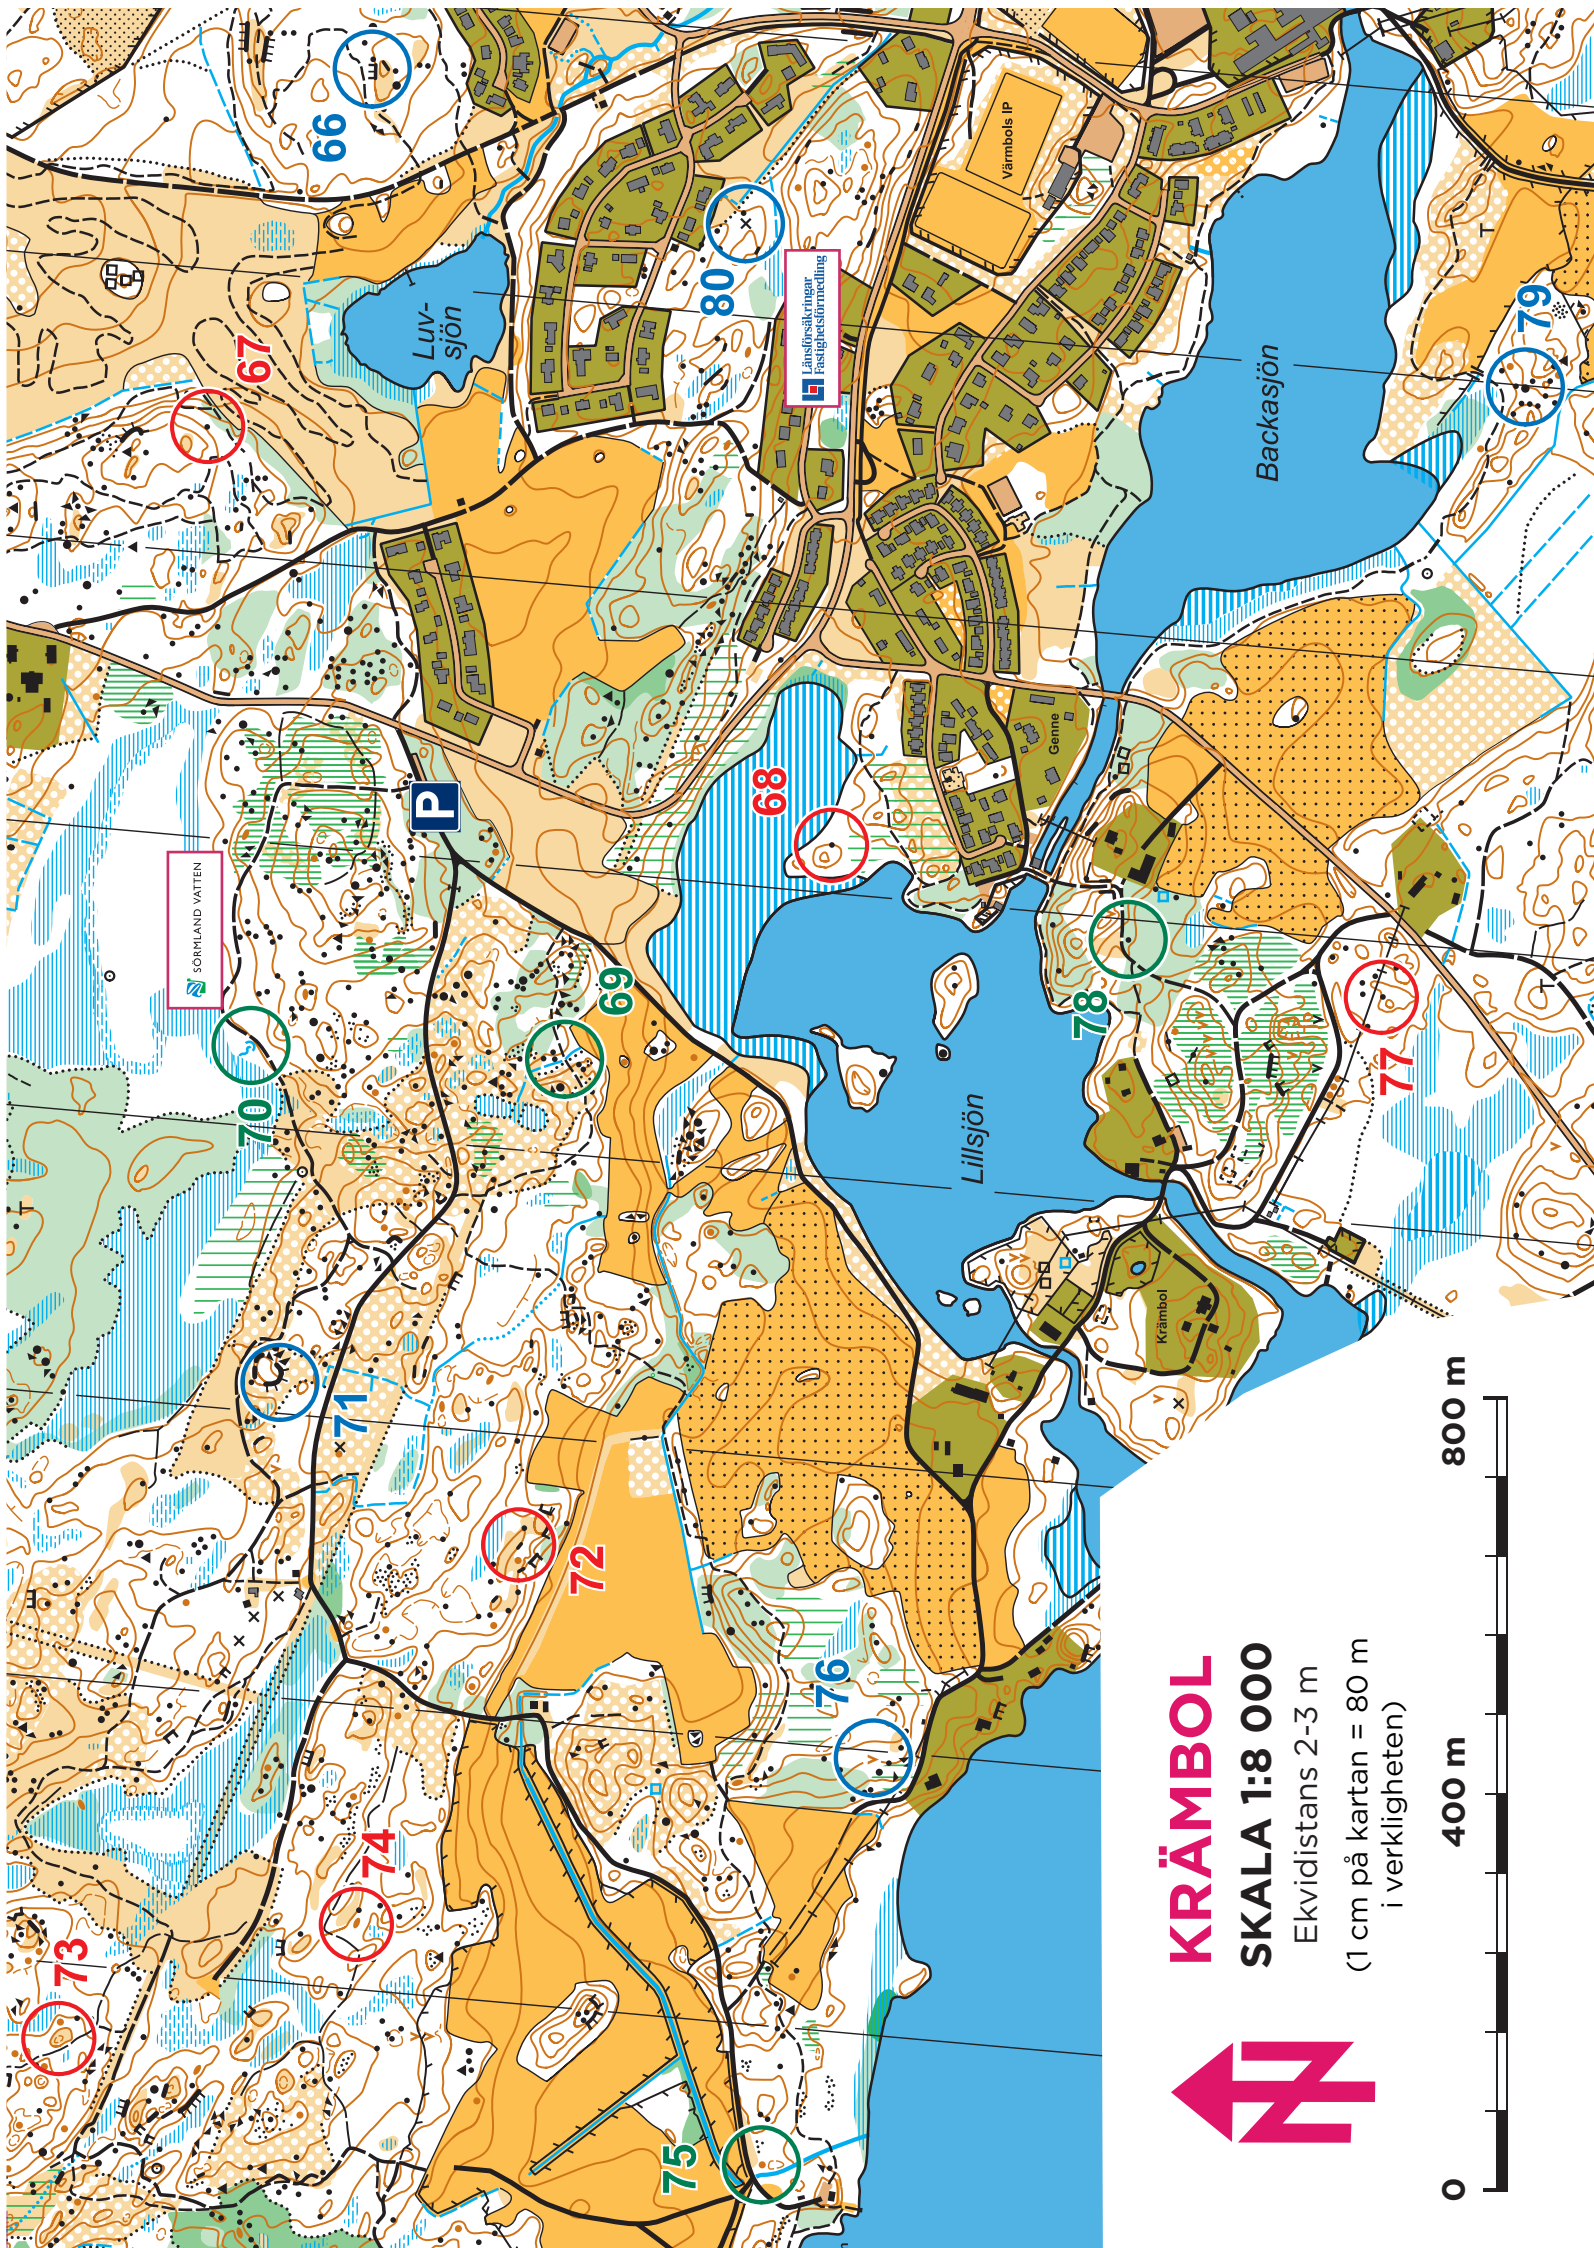 66
67
Luv-
sjön
80
Värmbols IP
Länsförsäkringar
Fastighetsförmedling
79
Backasjön
P
SÖRMLAND VATTEN
68
Genne
69
70
78
77
Lillsjön
71
Krämbol
72
76
74
73
75
KRÄMBOL
SKALA 1:8 000
Ekvidistans 2-3 m
(1 cm på kartan = 80 m
i verkligheten)
N
0
400 m
800 m